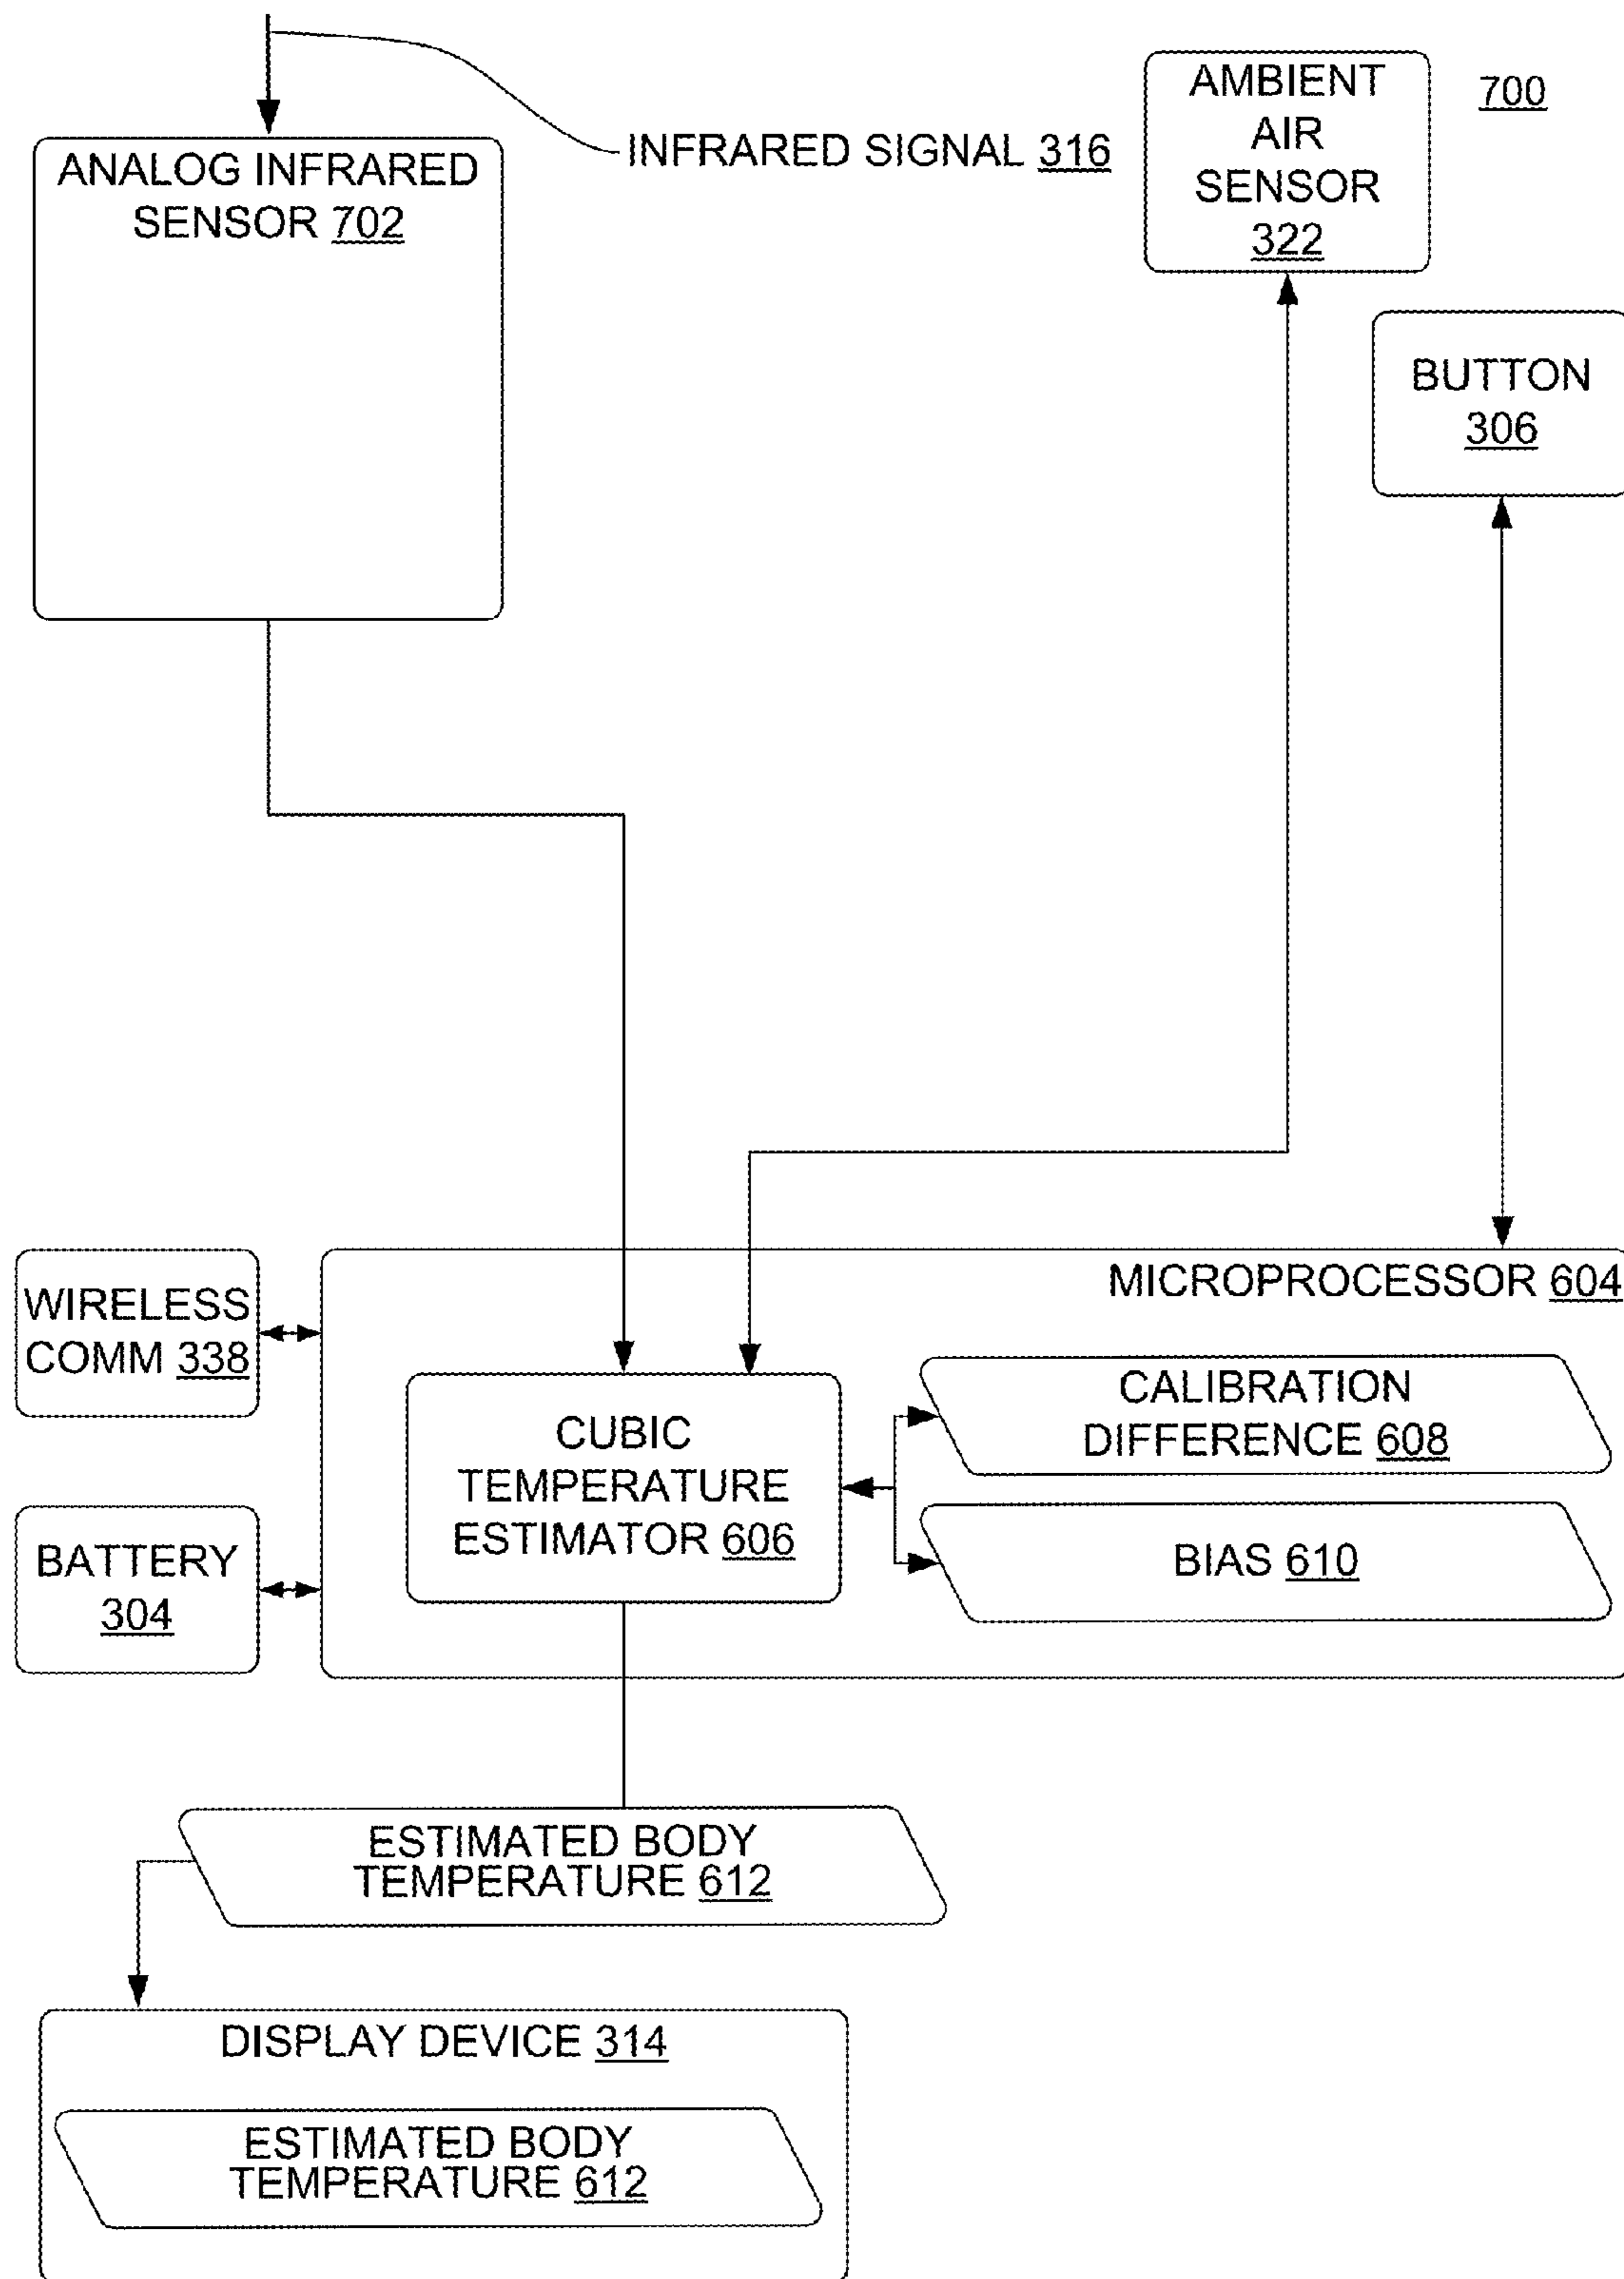 ANALOG INFRARED
SENSOR 702
INFRARED SIGNAL 316
AMBIENT
AIR
SENSOR
322
700
BUTTON
306
WIRELESS
COMM 338
MICROPROCESSOR 604
CUBIC
TEMPERATURE
ESTIMATOR 606
CALIBRATION
DIFFERENCE 608
BIAS 610
BATTERY
304
ESTIMATED BODY
TEMPERATURE 612
DISPLAY DEVICE 314
ESTIMATED BODY
TEMPERATURE 612